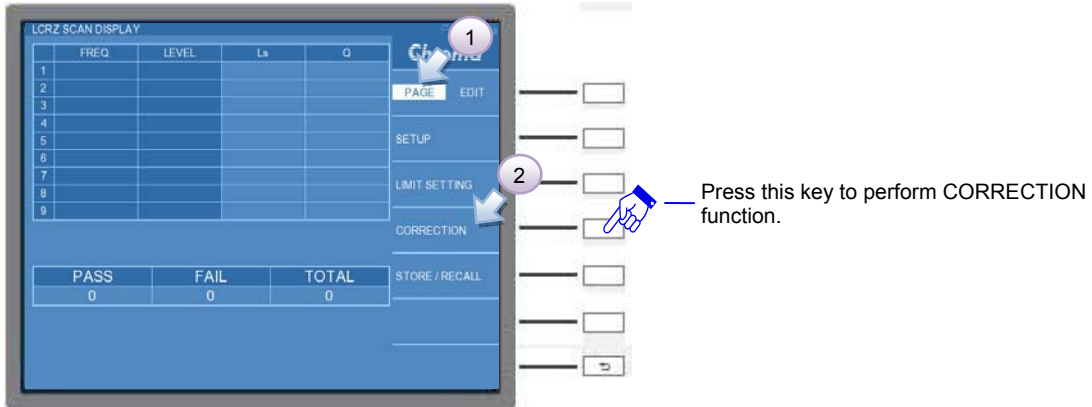 LCRZ SCAN DISPLAY
1
Chroma
FREQ. LEVEL Ls Q
1
2
3
4
5
6
7
8
9
PAGE EDIT
SETUP
LIMIT SETTING
2
CORRECTION
STORE / RECALL
PASS FAIL TOTAL
0 0 0
Press this key to perform CORRECTION
function.